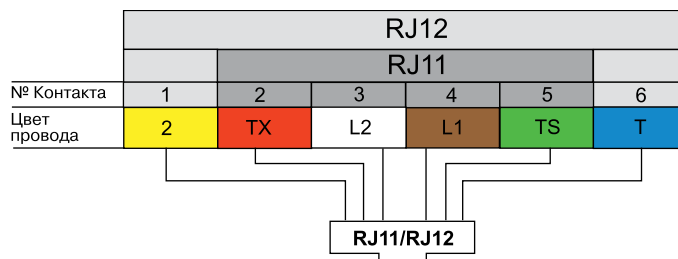 RJ12
RJ11
№ Контакта 1 2 3 4 5 6
Цвет
провода 2 TX L2 L1 TS T
RJ11/RJ12